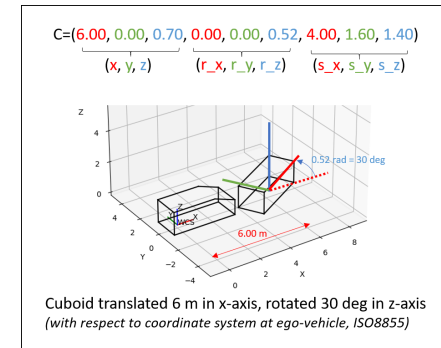 C=(6.00, 0.00, 0.70, 0.00, 0.00, 0.52, 4.00, 1.60, 1.40)
(x, y, z) (r_x, r_y, r_z) (s_x, s_y, s_z)
Z
4
2
0
4
2
0
−2
−4
Y
0
2
4
6
8
X
Z
Y
X
WCS
0.52 rad = 30 deg
6.00 m
Cuboid translated 6 m in x-axis, rotated 30 deg in z-axis
(with respect to coordinate system at ego-vehicle, ISO8855)